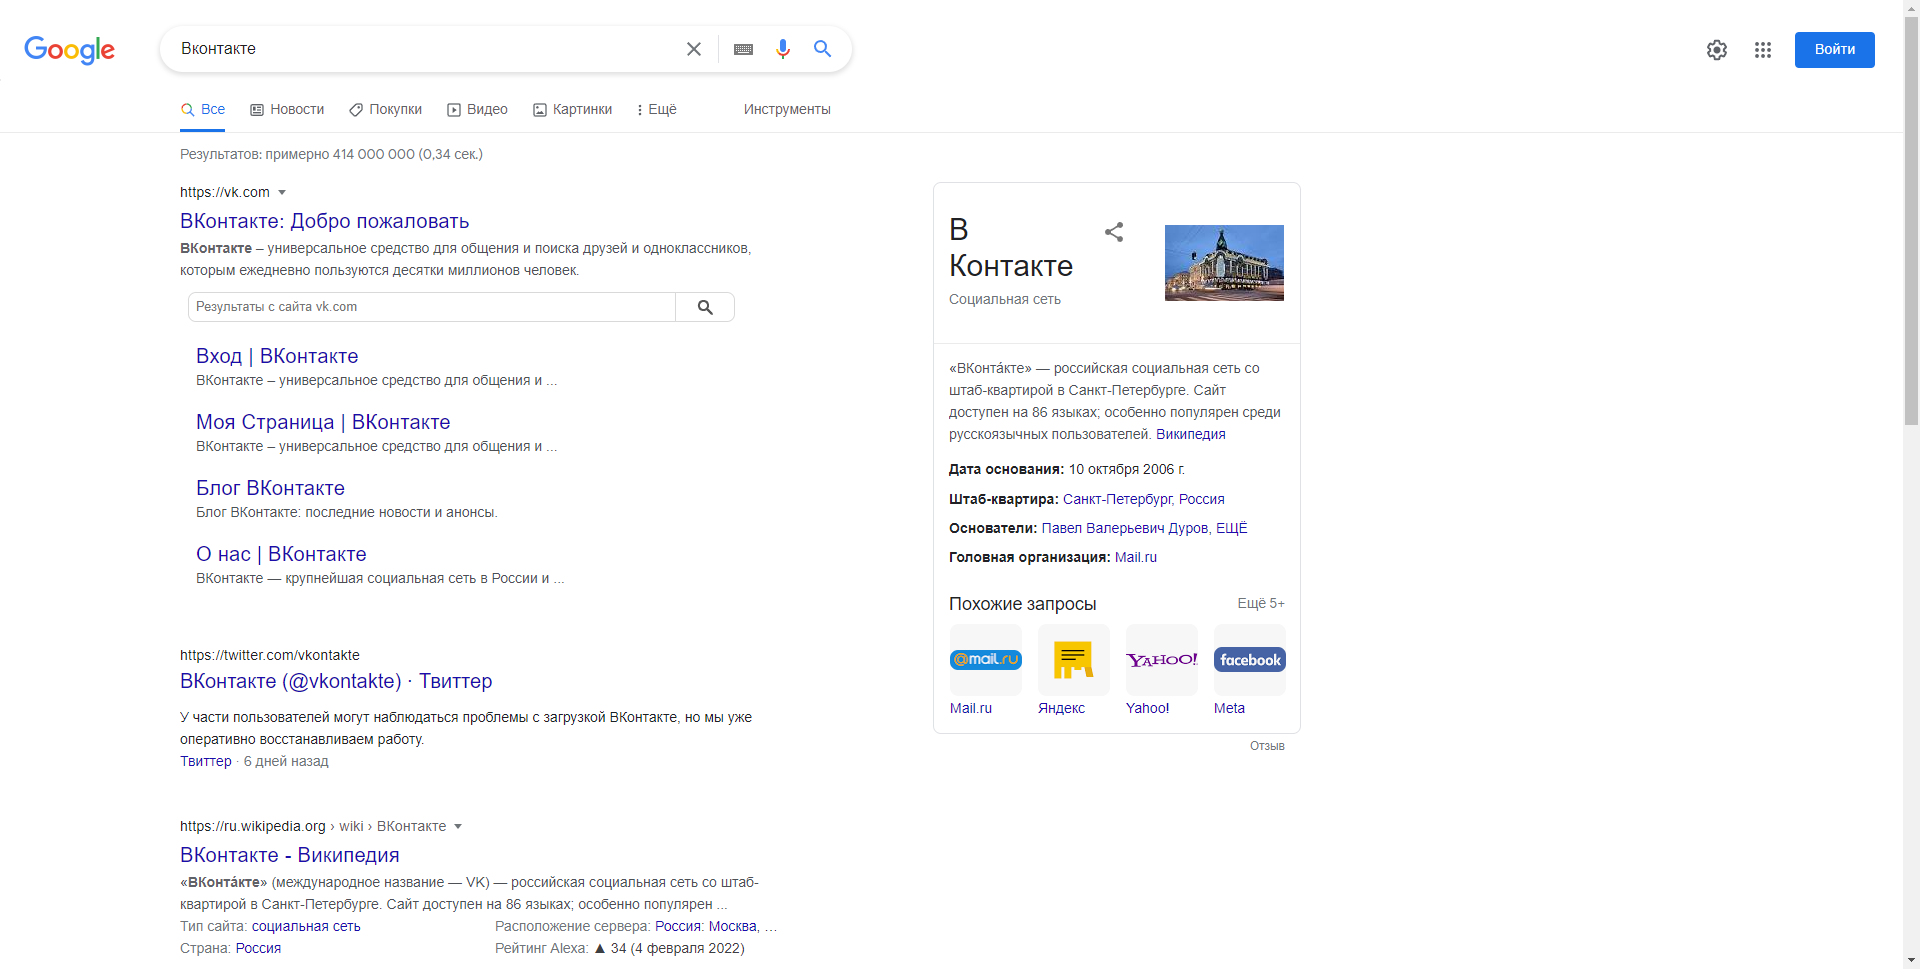 Google
Вконтакте
Войти
Все
Новости
Покупки
Видео
Картинки
Ещё
Инструменты
Результатов: примерно 414 000 000 (0,34 сек.)
https://vk.com
ВКонтакте: Добро пожаловать
ВКонтакте – универсальное средство для общения и поиска друзей и одноклассников,
которым ежедневно пользуются десятки миллионов человек.
Результаты с сайта vk.com
Вход | ВКонтакте
ВКонтакте – универсальное средство для общения и ...
Моя Страница | ВКонтакте
ВКонтакте – универсальное средство для общения и ...
Блог ВКонтакте
Блог ВКонтакте: последние новости и анонсы.
О нас | ВКонтакте
ВКонтакте — крупнейшая социальная сеть в России и ...
https://twitter.com/vkontakte
ВКонтакте (@vkontakte) · Твиттер
У части пользователей могут наблюдаться проблемы с загрузкой ВКонтакте, но мы уже
оперативно восстанавливаем работу.
Твиттер · 6 дней назад
https://ru.wikipedia.org › wiki › ВКонтакте
ВКонтакте - Википедия
«ВКонта́кте» (международное название — VK) — российская социальная сеть со штаб-
квартирой в Санкт-Петербурге. Сайт доступен на 86 языках; особенно популярен ...
Тип сайта: социальная сеть
Расположение сервера: Россия: Москва, ...
Страна: Россия
Рейтинг Alexa: ▲ 34 (4 февраля 2022)
В
Контакте
Социальная сеть
«ВКонта́кте» — российская социальная сеть со
штаб-квартирой в Санкт-Петербурге. Сайт
доступен на 86 языках; особенно популярен среди
русскоязычных пользователей. Википедия
Дата основания: 10 октября 2006 г.
Штаб-квартира: Санкт-Петербург, Россия
Основатели: Павел Валерьевич Дуров, ЕЩЁ
Головная организация: Mail.ru
Похожие запросы
Ещё 5+
@mail.ru
YAHOO!
facebook
Mail.ru
Яндекс
Yahoo!
Meta
Отзыв